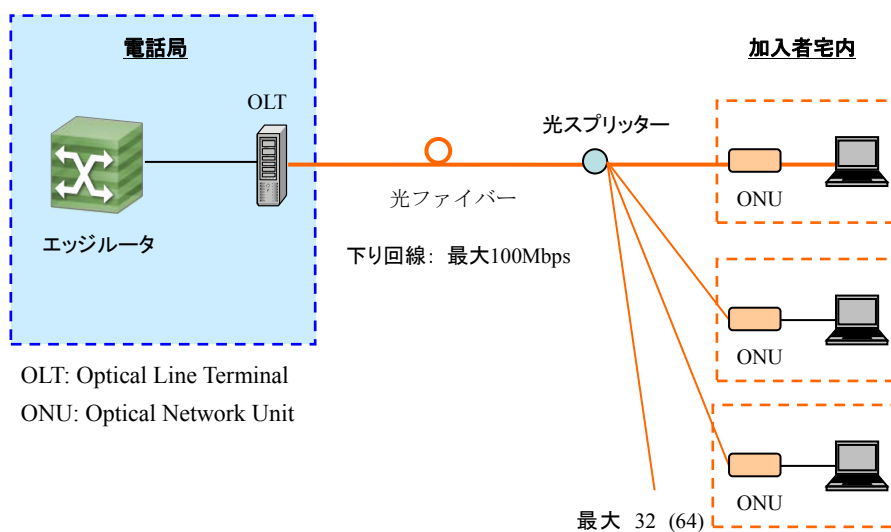 電話局
加入者宅内
OLT
光スプリッター
ONU
光ファイバー
エッジルータ
下り回線： 最大100Mbps
ONU
OLT: Optical Line Terminal
ONU: Optical Network Unit
ONU
最大 32 (64)